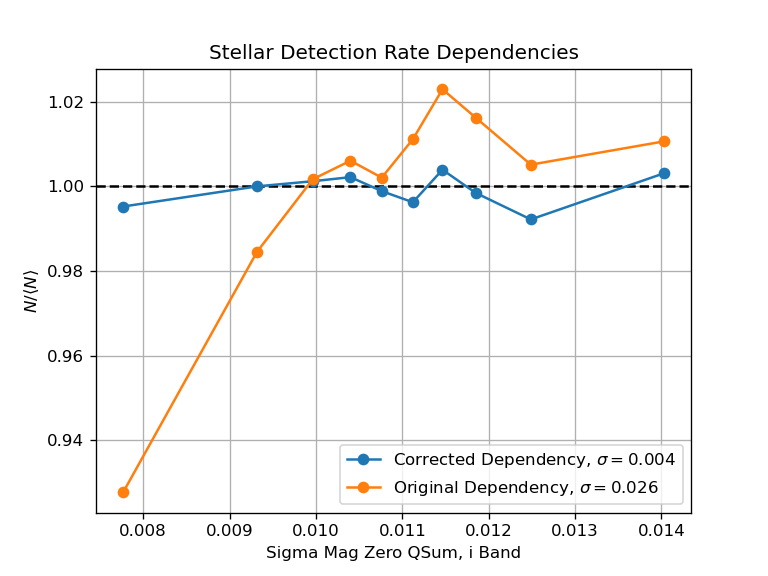 Stellar Detection Rate Dependencies
1.02
1.00
0.98
0.96
0.94
N/⟨N⟩
0.008 0.009 0.010 0.011 0.012 0.013 0.014
Sigma Mag Zero QSum, i Band
Corrected Dependency, σ = 0.004
Original Dependency, σ = 0.026